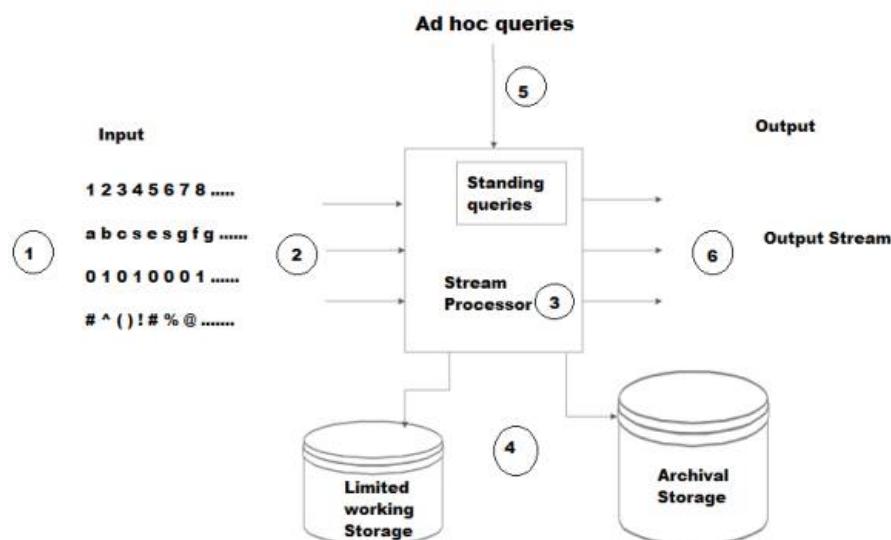 Ad hoc queries
5
Input
Output
1 2 3 4 5 6 7 8 .....
Standing
queries
1
a b c s e s g f g ......
2
6
Output Stream
0 1 0 1 0 0 0 1 ......
Stream
Processor
3
# ^ ( ) ! # % @ .......
4
Limited
working
Storage
Archival
Storage